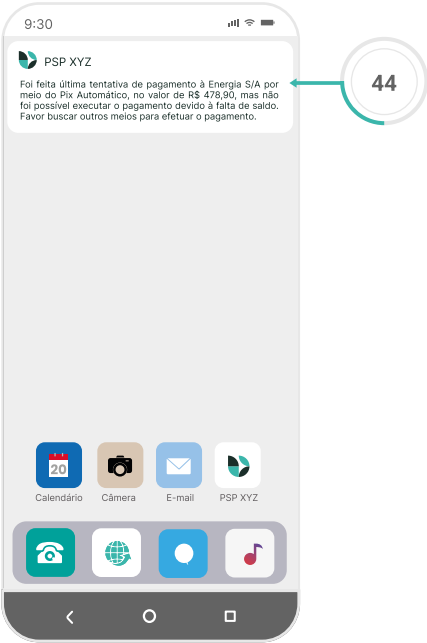 9:30
PSP XYZ
Foi feita última tentativa de pagamento à Energia S/A por
meio do Pix Automático, no valor de R$ 478,90, mas não
foi possível executar o pagamento devido à falta de saldo.
Favor buscar outros meios para efetuar o pagamento.
44
20
Calendário Câmera E-mail PSP XYZ